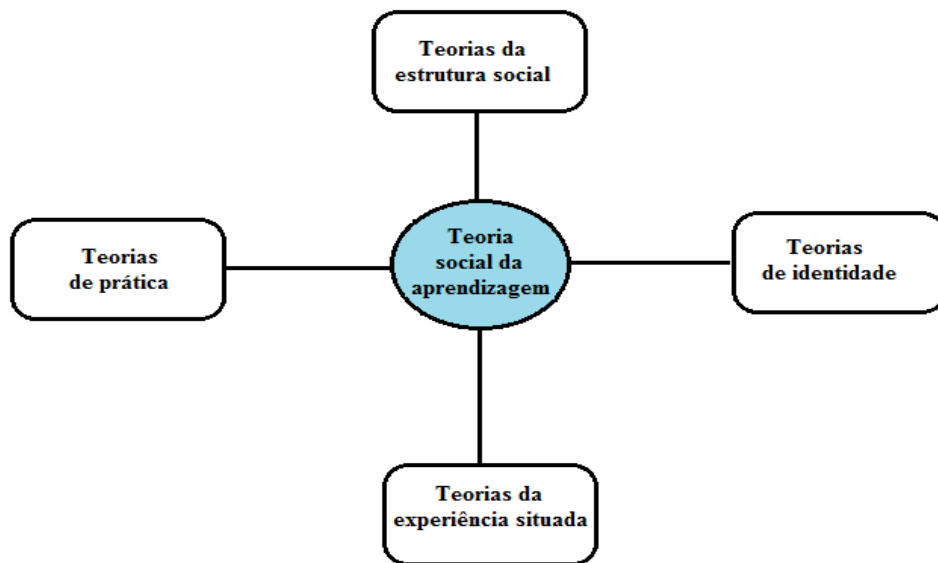 Teorias da
estrutura social
Teorias
de prática
Teoria
social da
aprendizagem
Teorias
de identidade
Teorias da
experiência situada